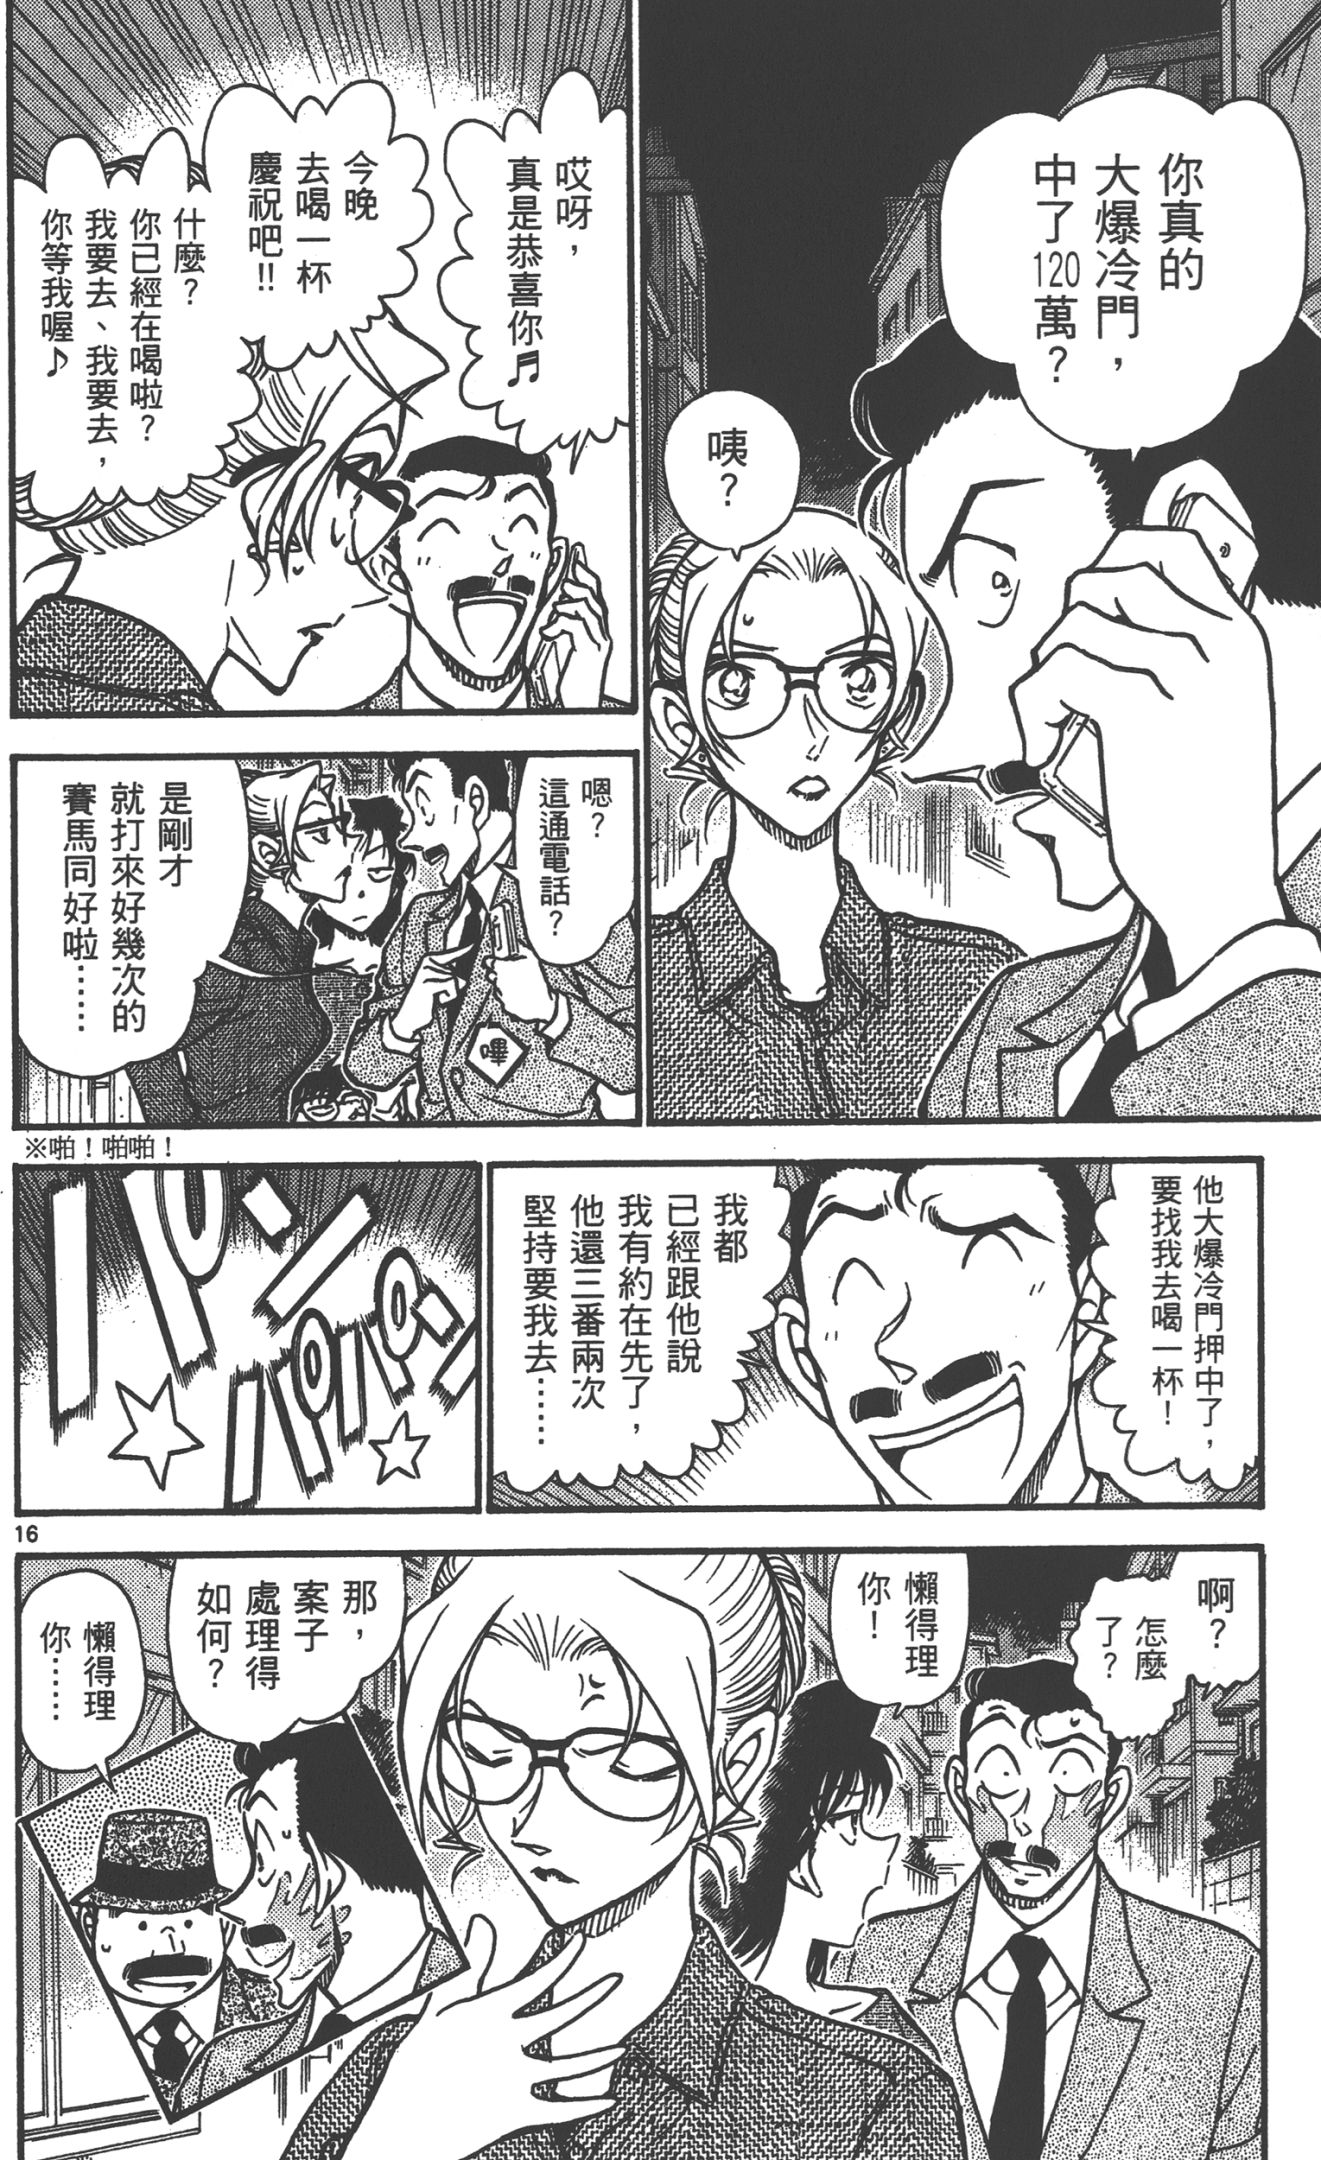 你真的
大爆冷門，
中了120萬？
咦？
哎呀，
真是恭喜你♬
今晚
去喝一杯
慶祝吧!!
什麼？
你已經在喝啦？
我要去、我要去，
你等我喔♪
嗯？
這通電話？
嗶
是剛才
就打來好幾次的
賽馬同好啦……
他大爆冷門押中了，
要找我去喝一杯！
我都
已經跟他說
我有約在先了，
他還三番兩次
堅持要我去……
※啪！啪啪！
パン
パパン
16
啊？
怎麼
了？
懶得理
你！
那，
案子
處理得
如何？
懶得理
你……